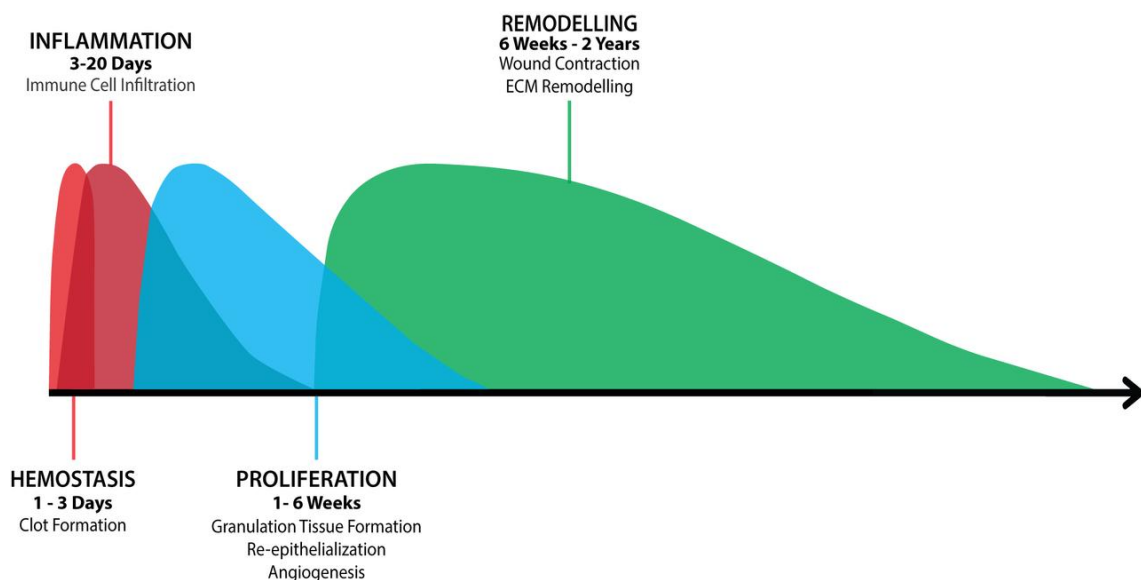 INFLAMMATION
3-20 Days
Immune Cell Infiltration
REMODELLING
6 Weeks - 2 Years
Wound Contraction
ECM Remodelling
HEMOSTASIS
1 - 3 Days
Clot Formation
PROLIFERATION
1- 6 Weeks
Granulation Tissue Formation
Re-epithelialization
Angiogenesis